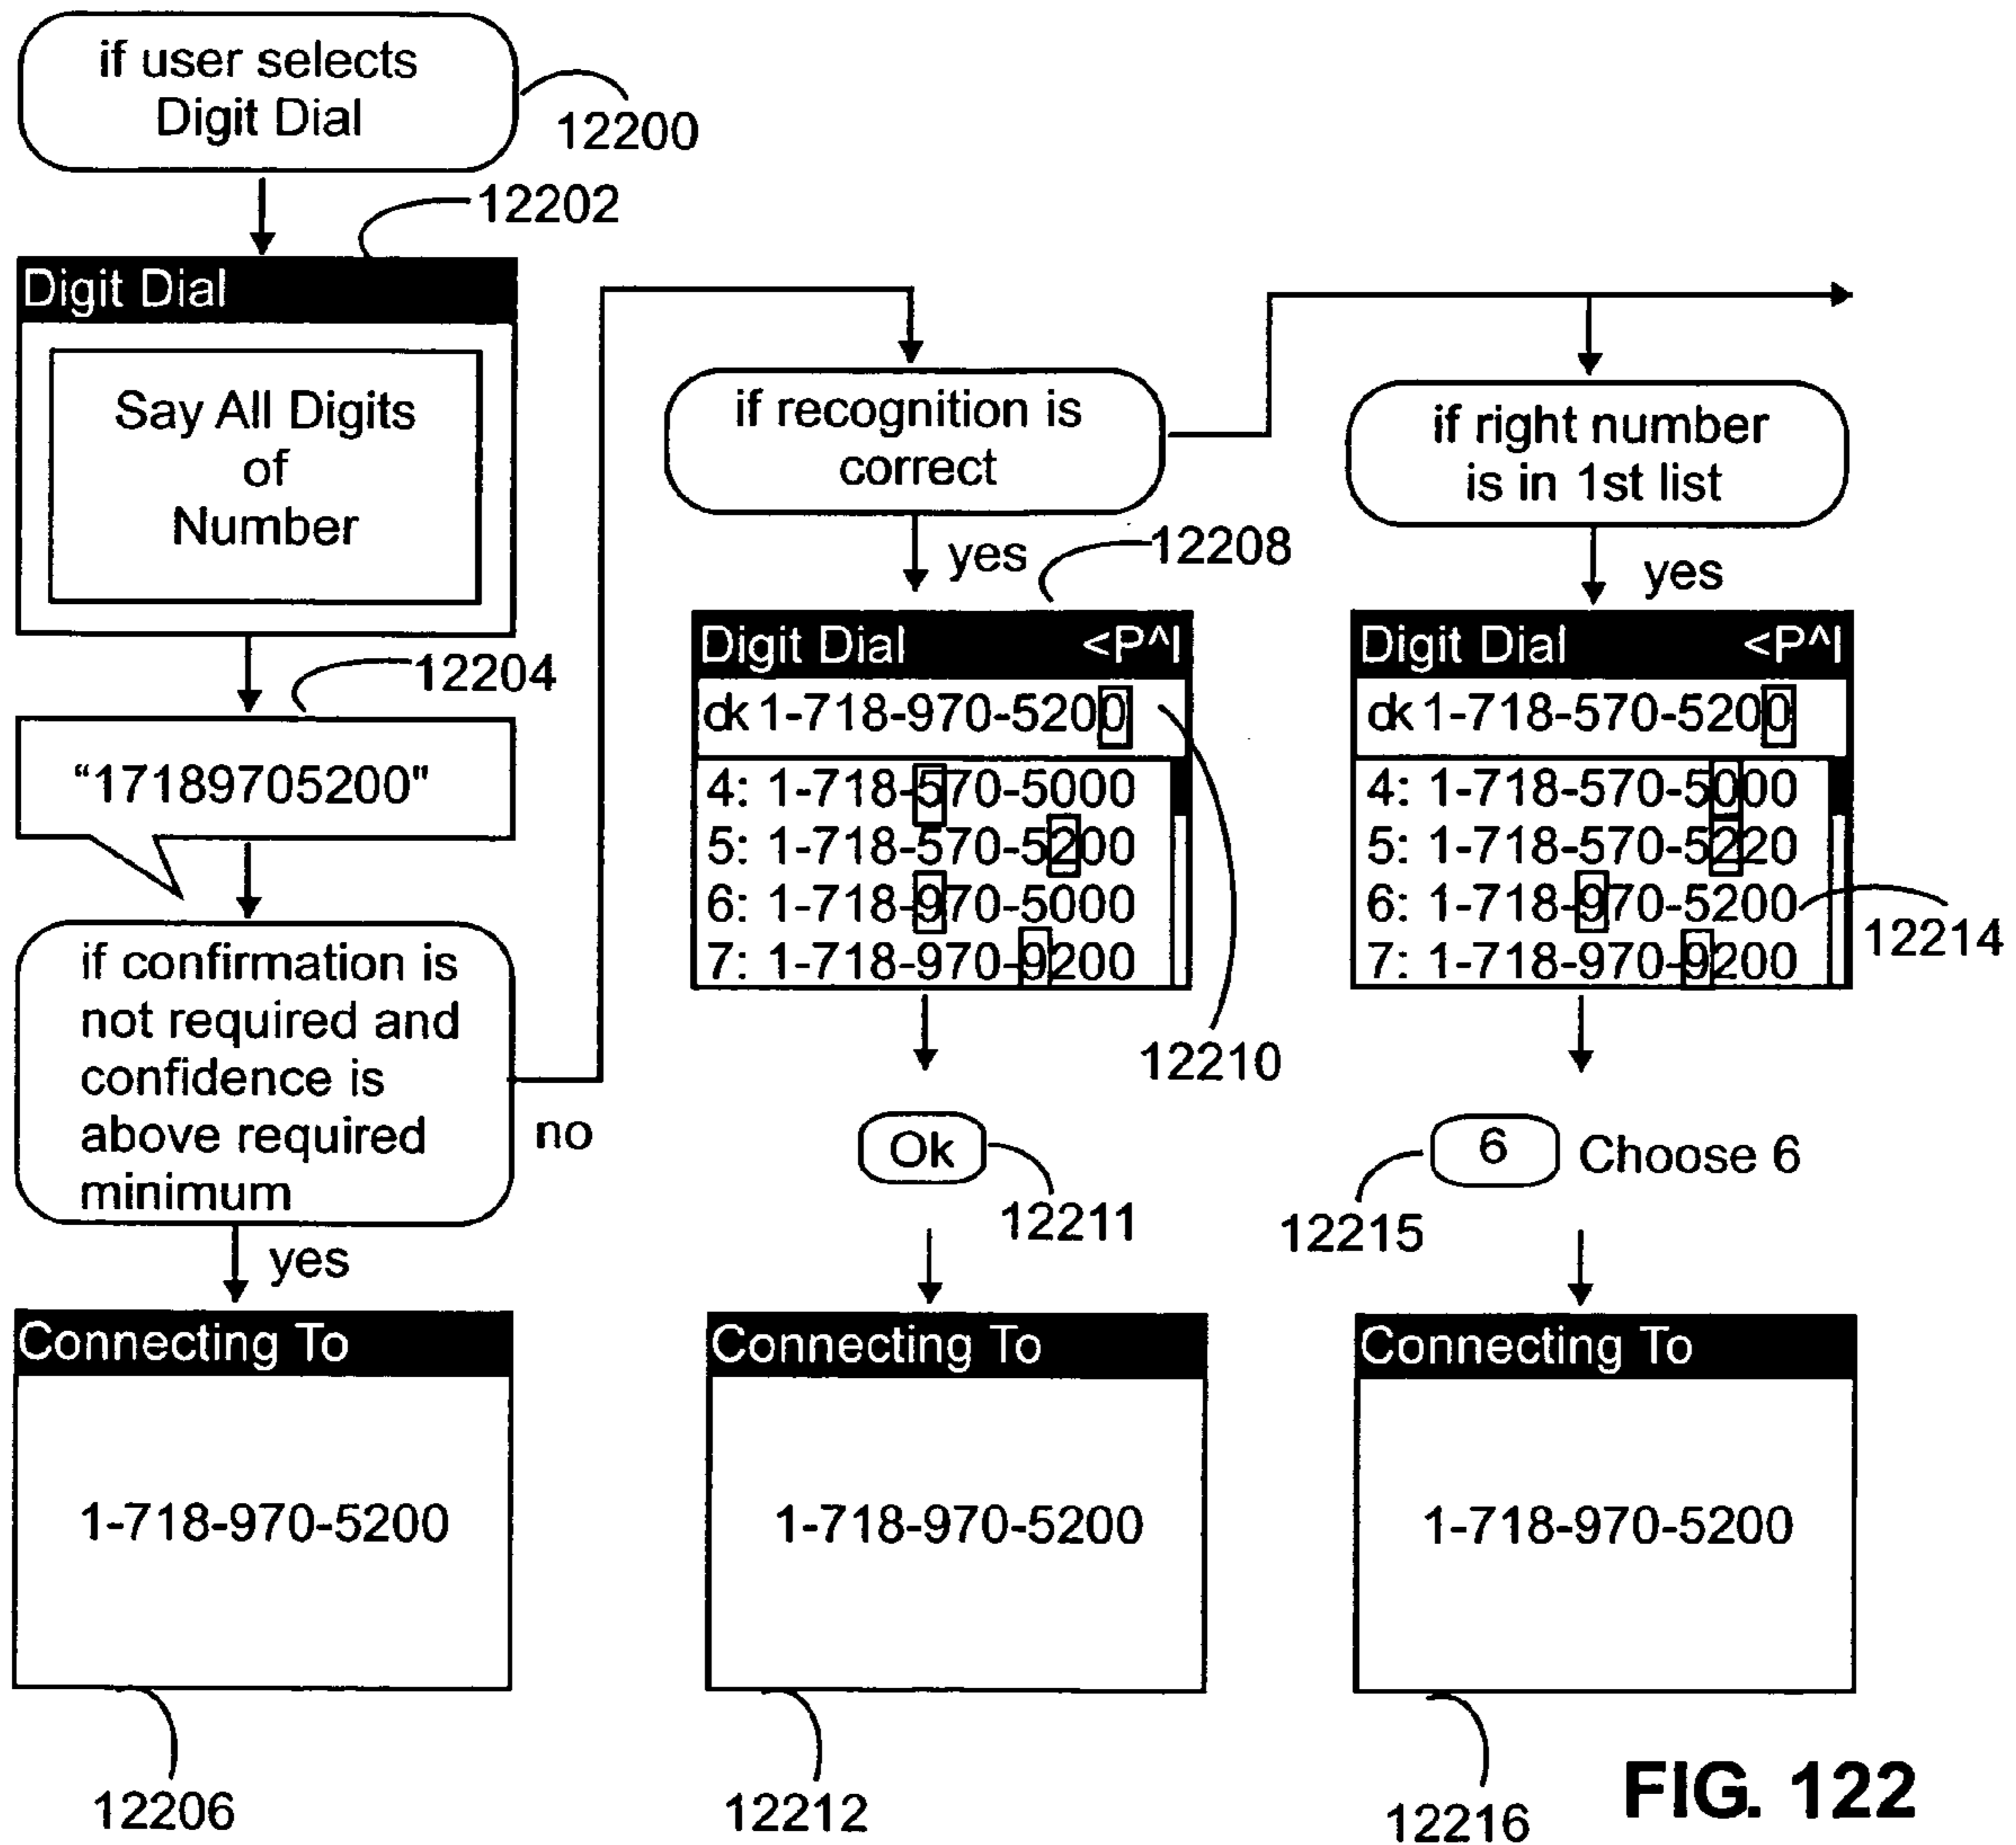 if user selects
Digit Dial
12200
12202
Digit Dial
Say All Digits
of
Number
12204
“17189705200"
if confirmation is
not required and
confidence is
above required
minimum
no
yes
Connecting To
1-718-970-5200
12206
if recognition is
correct
yes
12208
Digit Dial <P^I
dk 1-718-970-5200
4: 1-718-570-5000
5: 1-718-570-5200
6: 1-718-970-5000
7: 1-718-970-9200
12210
Ok
12211
Connecting To
1-718-970-5200
12212
if right number
is in 1st list
yes
Digit Dial <P^I
dk 1-718-570-5200
4: 1-718-570-5000
5: 1-718-570-5220
6: 1-718-970-5200
7: 1-718-970-9200
12214
6 Choose 6
12215
Connecting To
1-718-970-5200
12216
FIG. 122